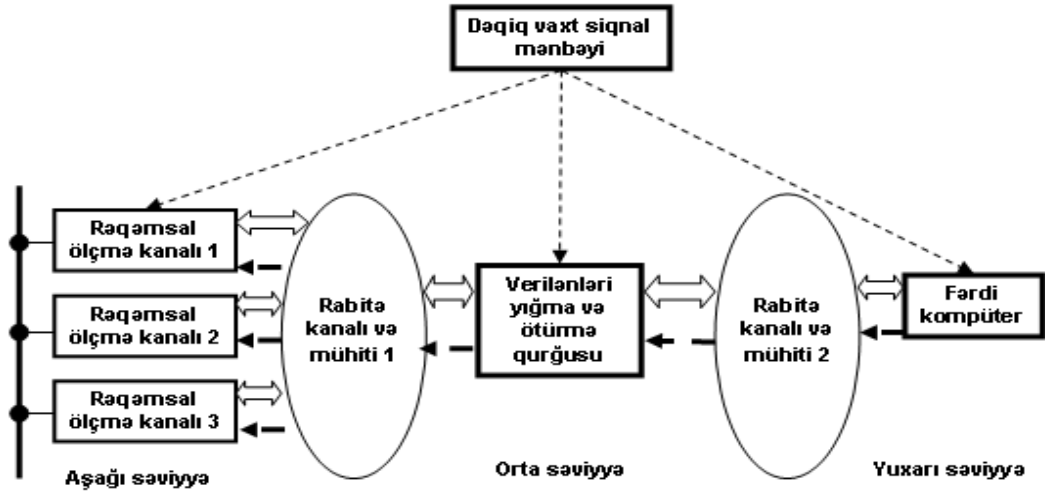 Dəqiq vaxt siqnal
mənbəyi
Rəqəmsal
ölçmə kanalı 1
Rəqəmsal
ölçmə kanalı 2
Rəqəmsal
ölçmə kanalı 3
Rabitə
kanalı və
mühiti 1
Verilənləri
yığma və
ötürmə
qurğusu
Rabitə
kanalı və
mühiti 2
Fərdi
kompüter
Aşağı səviyyə
Orta səviyyə
Yuxarı səviyyə